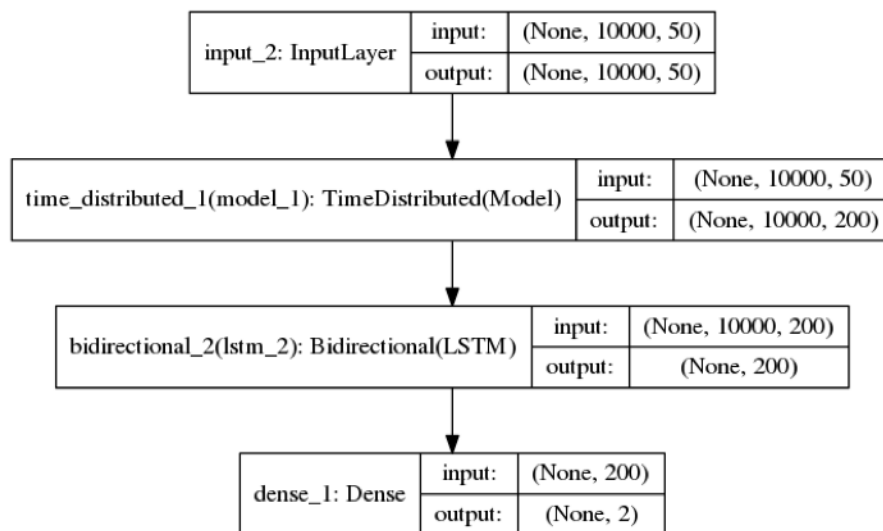 input_2: InputLayer
input:
(None, 10000, 50)
output:
(None, 10000, 50)
time_distributed_1(model_1): TimeDistributed(Model)
input:
(None, 10000, 50)
output:
(None, 10000, 200)
bidirectional_2(lstm_2): Bidirectional(LSTM)
input:
(None, 10000, 200)
output:
(None, 200)
dense_1: Dense
input:
(None, 200)
output:
(None, 2)